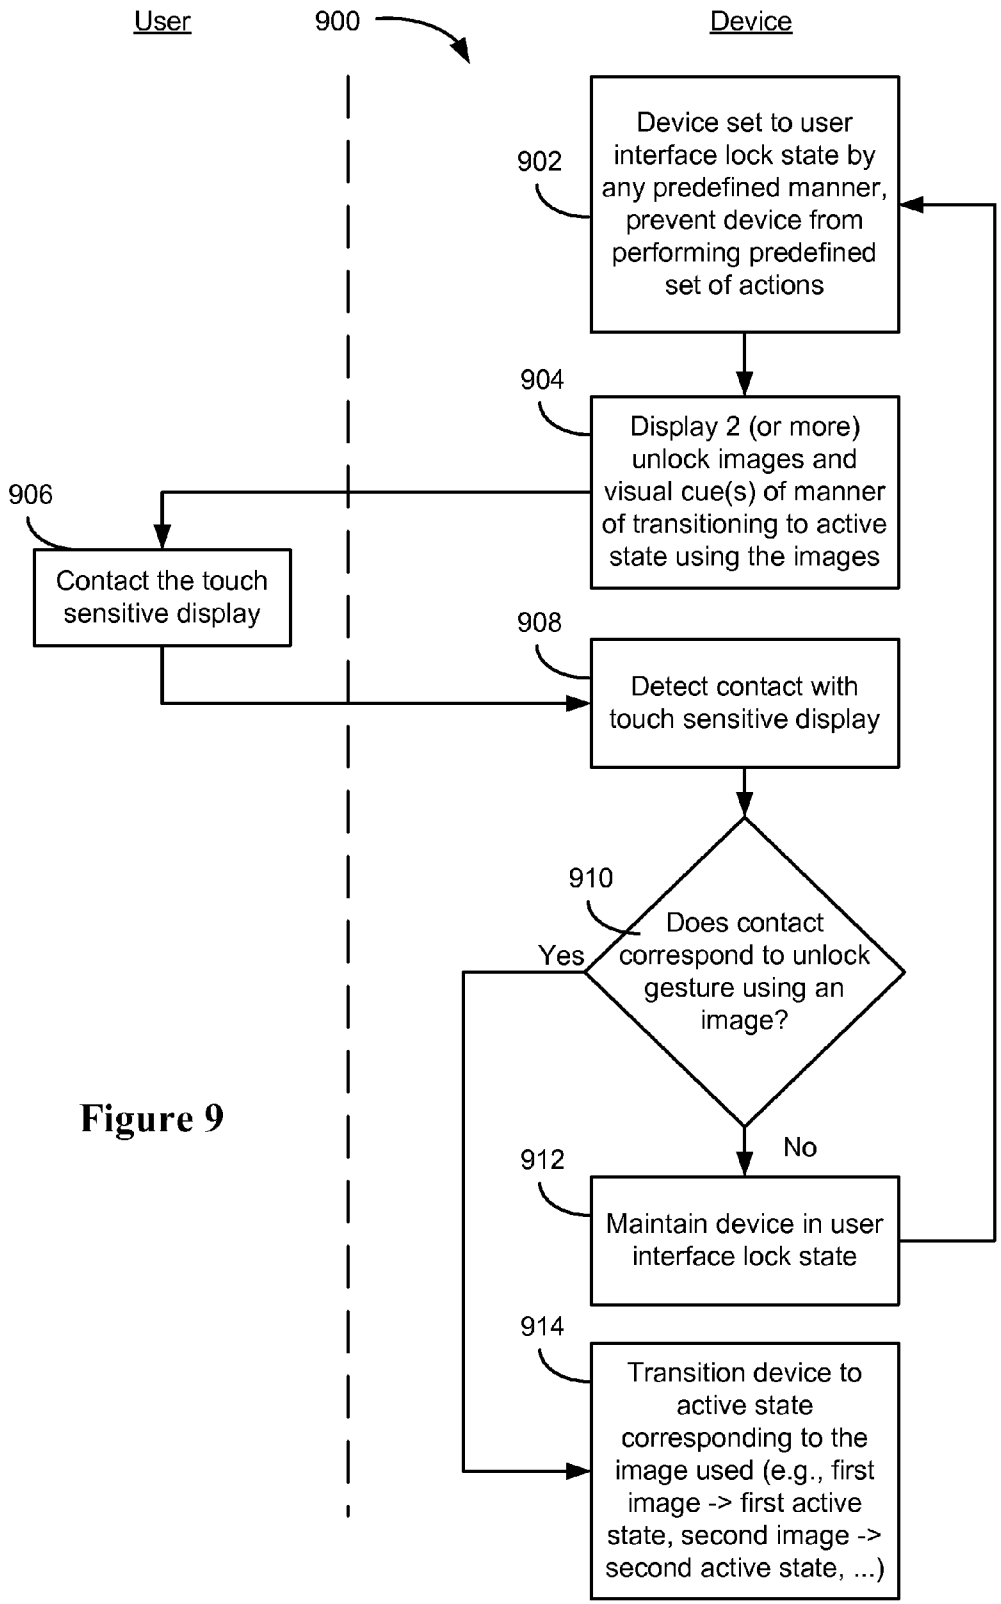 User
900
Device
902
Device set to user
interface lock state by
any predefined manner,
prevent device from
performing predefined
set of actions
904
Display 2 (or more)
unlock images and
visual cue(s) of manner
of transitioning to active
state using the images
906
Contact the touch
sensitive display
908
Detect contact with
touch sensitive display
910
Does contact
correspond to unlock
gesture using an
image?
Yes
No
Figure 9
912
Maintain device in user
interface lock state
914
Transition device to
active state
corresponding to the
image used (e.g., first
image -> first active
state, second image ->
second active state, ...)